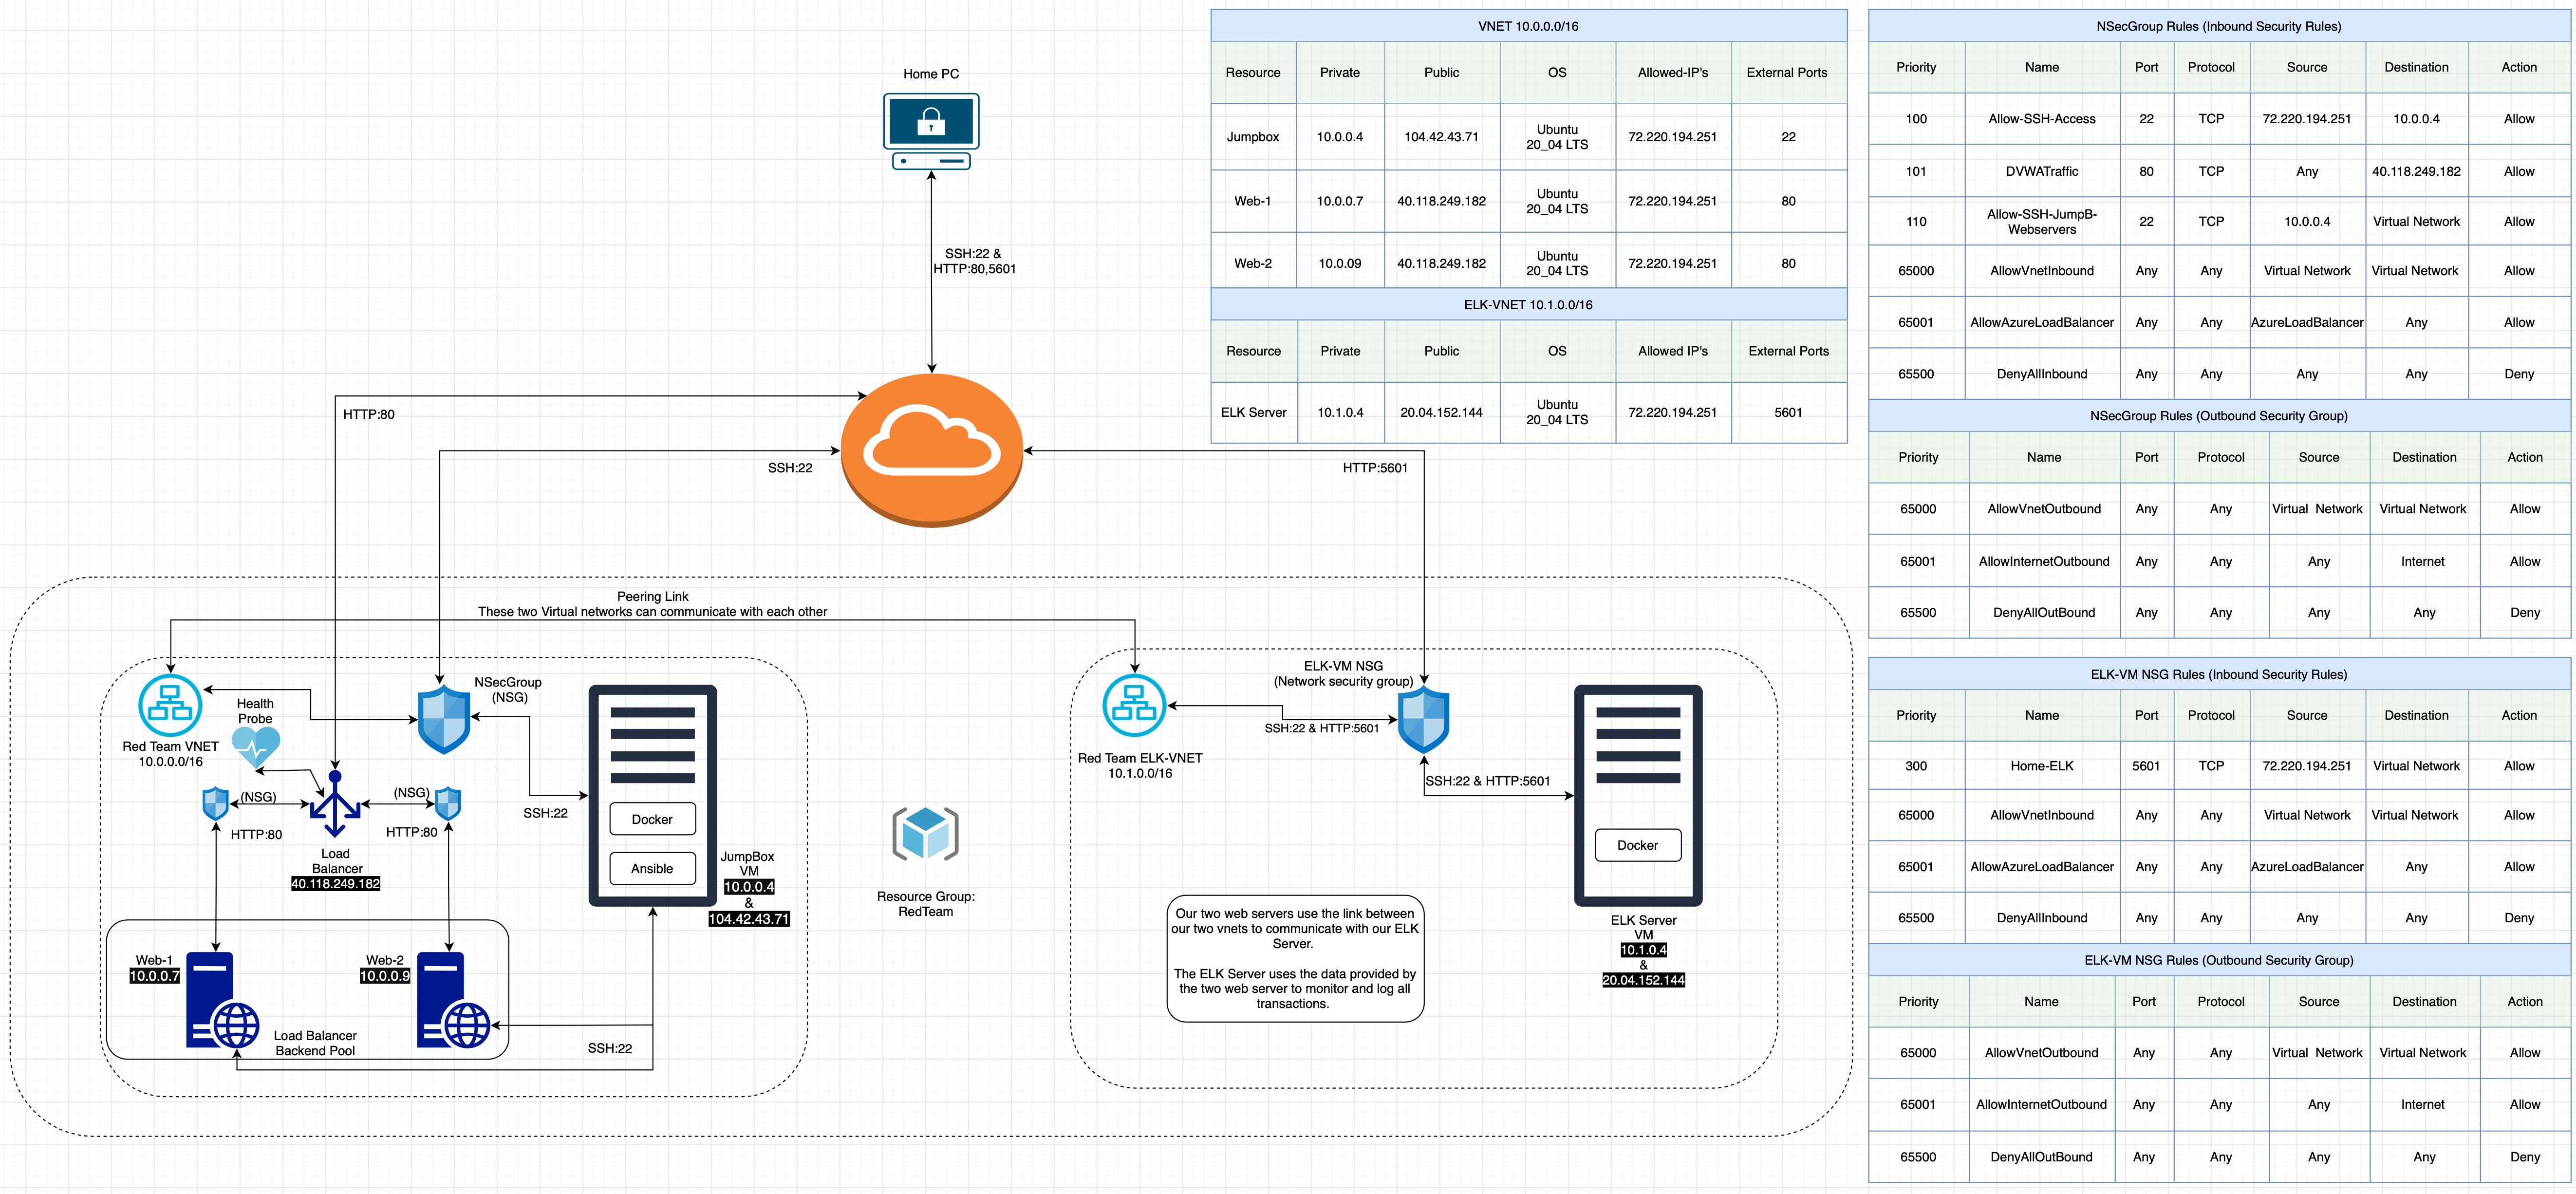 Home PC
SSH:22 &
HTTP:80,5601
HTTP:80
SSH:22
HTTP:5601
Peering Link
These two Virtual networks can communicate with each other
Red Team VNET
10.0.0.0/16
Health
Probe
NSecGroup
(NSG)
(NSG)
(NSG)
HTTP:80
HTTP:80
Load
Balancer
40.118.249.182
SSH:22
Docker
Ansible
JumpBox
VM
10.0.0.4
&
104.42.43.71
Web-1
10.0.0.7
Web-2
10.0.0.9
Load Balancer
Backend Pool
SSH:22
Resource Group:
RedTeam
Red Team ELK-VNET
10.1.0.0/16
ELK-VM NSG
(Network security group)
SSH:22 & HTTP:5601
SSH:22 & HTTP:5601
Docker
ELK Server
VM
10.1.0.4
&
20.04.152.144
Our two web servers use the link between
our two vnets to communicate with our ELK
Server.
The ELK Server uses the data provided by
the two web server to monitor and log all
transactions.
VNET 10.0.0.0/16
Resource Private Public OS Allowed-IP's External Ports
Jumpbox 10.0.0.4 104.42.43.71 Ubuntu 20_04 LTS 72.220.194.251 22
Web-1 10.0.0.7 40.118.249.182 Ubuntu 20_04 LTS 72.220.194.251 80
Web-2 10.0.09 40.118.249.182 Ubuntu 20_04 LTS 72.220.194.251 80
ELK-VNET 10.1.0.0/16
Resource Private Public OS Allowed IP's External Ports
ELK Server 10.1.0.4 20.04.152.144 Ubuntu 20_04 LTS 72.220.194.251 5601
NSecGroup Rules (Inbound Security Rules)
Priority Name Port Protocol Source Destination Action
100 Allow-SSH-Access 22 TCP 72.220.194.251 10.0.0.4 Allow
101 DVWATraffic 80 TCP Any 40.118.249.182 Allow
110 Allow-SSH-JumpB-Webservers 22 TCP 10.0.0.4 Virtual Network Allow
65000 AllowVnetInbound Any Any Virtual Network Virtual Network Allow
65001 AllowAzureLoadBalancer Any Any AzureLoadBalancer Any Allow
65500 DenyAllInbound Any Any Any Any Deny
NSecGroup Rules (Outbound Security Group)
Priority Name Port Protocol Source Destination Action
65000 AllowVnetOutbound Any Any Virtual Network Virtual Network Allow
65001 AllowInternetOutbound Any Any Any Internet Allow
65500 DenyAllOutBound Any Any Any Any Deny
ELK-VM NSG Rules (Inbound Security Rules)
Priority Name Port Protocol Source Destination Action
300 Home-ELK 5601 TCP 72.220.194.251 Virtual Network Allow
65000 AllowVnetInbound Any Any Virtual Network Virtual Network Allow
65001 AllowAzureLoadBalancer Any Any AzureLoadBalancer Any Allow
65500 DenyAllInbound Any Any Any Any Deny
ELK-VM NSG Rules (Outbound Security Group)
Priority Name Port Protocol Source Destination Action
65000 AllowVnetOutbound Any Any Virtual Network Virtual Network Allow
65001 AllowInternetOutbound Any Any Any Internet Allow
65500 DenyAllOutBound Any Any Any Any Deny